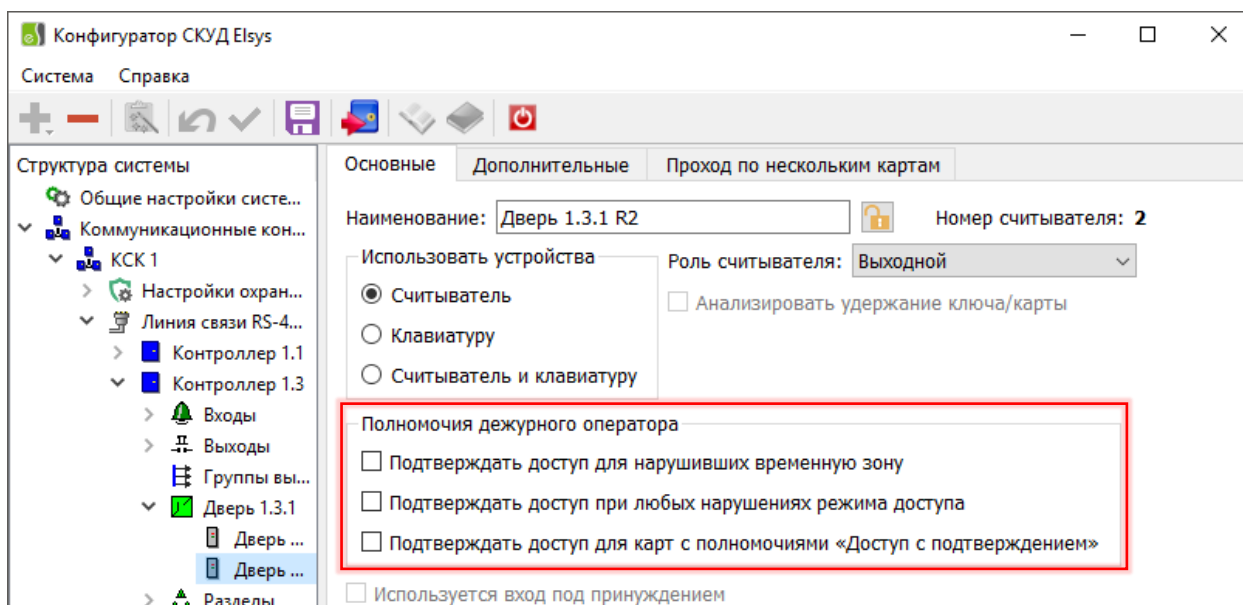 Конфигуратор СКУД Elsys
Система Справка
Структура системы
Общие настройки систе...
Коммуникационные кон...
КСК 1
Настройки охран...
Линия связи RS-4...
Контроллер 1.1
Контроллер 1.3
Входы
Выходы
Группы вы...
Дверь 1.3.1
Дверь ...
Дверь ...
Разделы
Основные Дополнительные Проход по нескольким картам
Наименование: Дверь 1.3.1 R2 Номер считывателя: 2
Использовать устройства
Считыватель
Клавиатуру
Считыватель и клавиатуру
Роль считывателя: Выходной
Анализировать удержание ключа/карты
Полномочия дежурного оператора
Подтверждать доступ для нарушивших временную зону
Подтверждать доступ при любых нарушениях режима доступа
Подтверждать доступ для карт с полномочиями «Доступ с подтверждением»
Используется вход под принуждением